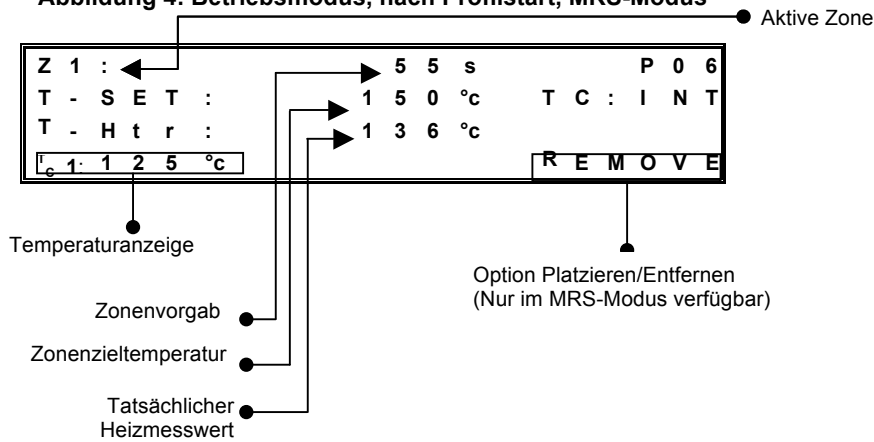 Abbildung 4: Betriebsmodus, nach Profilstart, MRS-Modus
Aktive Zone
Z 1 : 5 5 s P 0 6
T - S E T : 1 5 0 °c T C : I N T
T - H t r : 1 3 6 °c
T C 1: 1 2 5 °c R E M O V E
Temperaturanzeige
Option Platzieren/Entfernen
(Nur im MRS-Modus verfügbar)
Zonenvorgab
Zonenzieltemperatur
Tatsächlicher
Heizmesswert